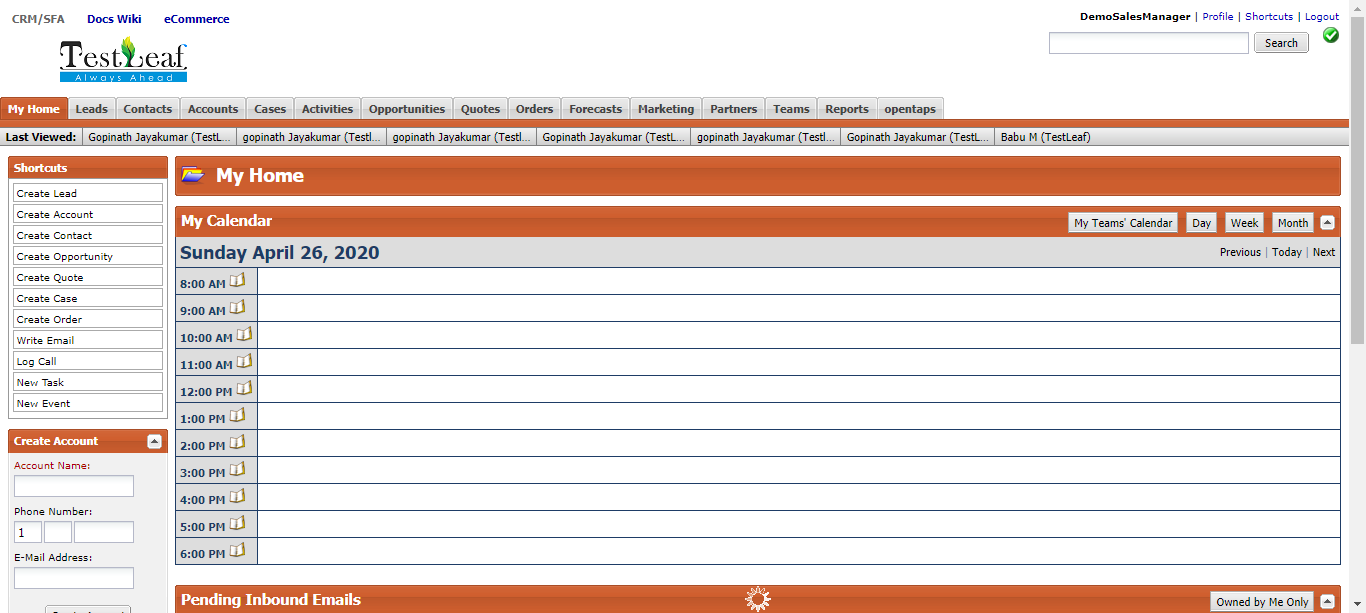 CRM/SFA Docs Wiki eCommerce
DemoSalesManager | Profile | Shortcuts | Logout
Search
TestLeaf
Always Ahead
My Home Leads Contacts Accounts Cases Activities Opportunities Quotes Orders Forecasts Marketing Partners Teams Reports opentaps
Last Viewed: Gopinath Jayakumar (TestL... gopinath Jayakumar (Testl... gopinath Jayakumar (Testl... Gopinath Jayakumar (TestL... gopinath Jayakumar (Testl... Gopinath Jayakumar (TestL... Babu M (TestLeaf)
Shortcuts
Create Lead
Create Account
Create Contact
Create Opportunity
Create Quote
Create Case
Create Order
Write Email
Log Call
New Task
New Event
Create Account
Account Name:
Phone Number:
1
E-Mail Address:
My Home
My Calendar
My Teams' Calendar Day Week Month
Sunday April 26, 2020
Previous | Today | Next
8:00 AM
9:00 AM
10:00 AM
11:00 AM
12:00 PM
1:00 PM
2:00 PM
3:00 PM
4:00 PM
5:00 PM
6:00 PM
Pending Inbound Emails
Owned by Me Only